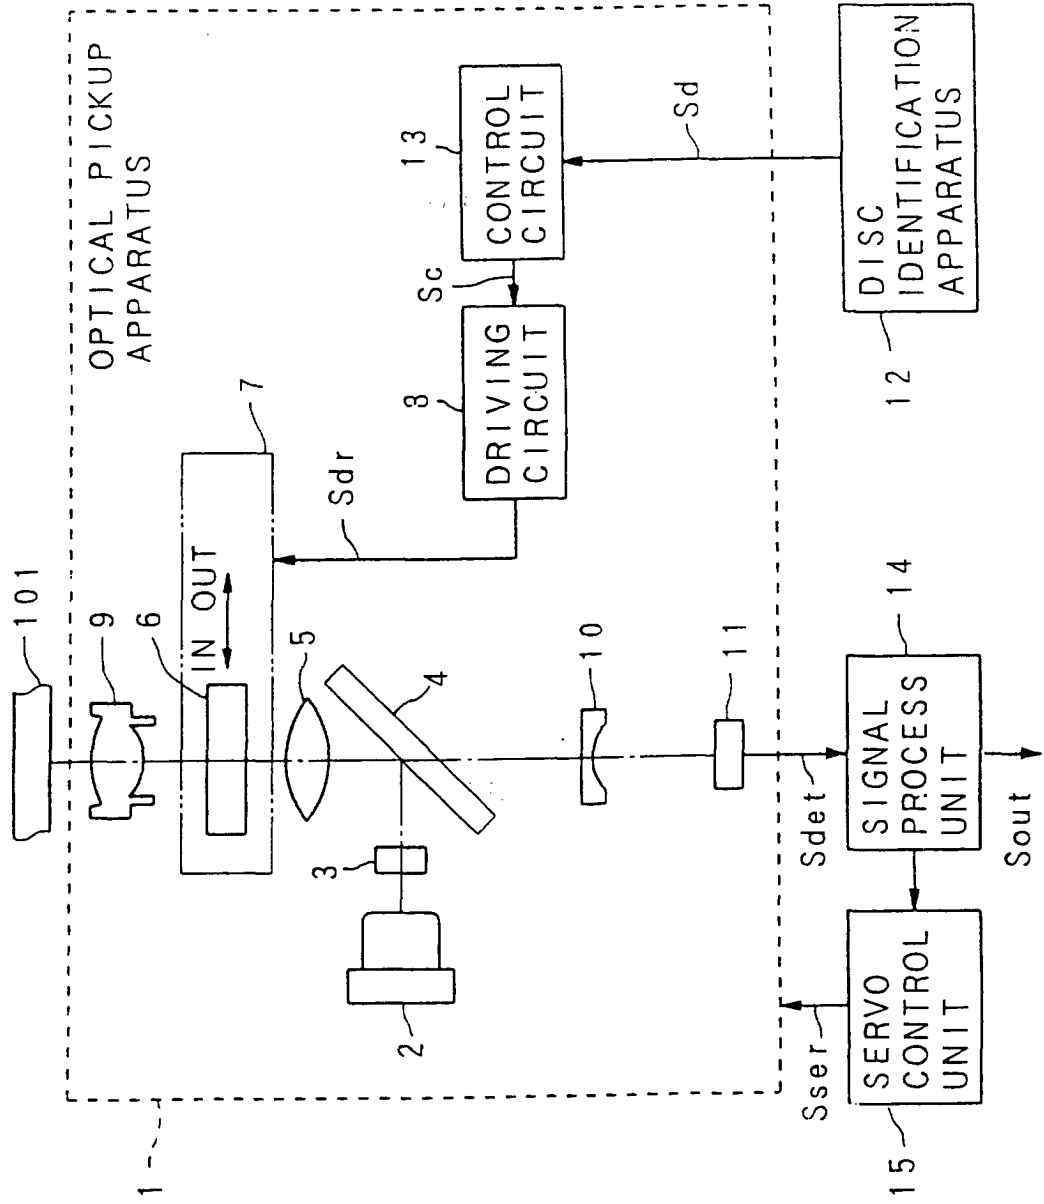 1
OPTICAL PICKUP
APPARATUS
101
9
6
IN OUT
7
5
4
3
2
Sdr
8
DRIVING
CIRCUIT
Sc
13
CONTROL
CIRCUIT
Sd
10
11
Sdet
Sser
15
SERVO
CONTROL
UNIT
14
SIGNAL
PROCESS
UNIT
Sout
12
DISC
IDENTIFICATION
APPARATUS